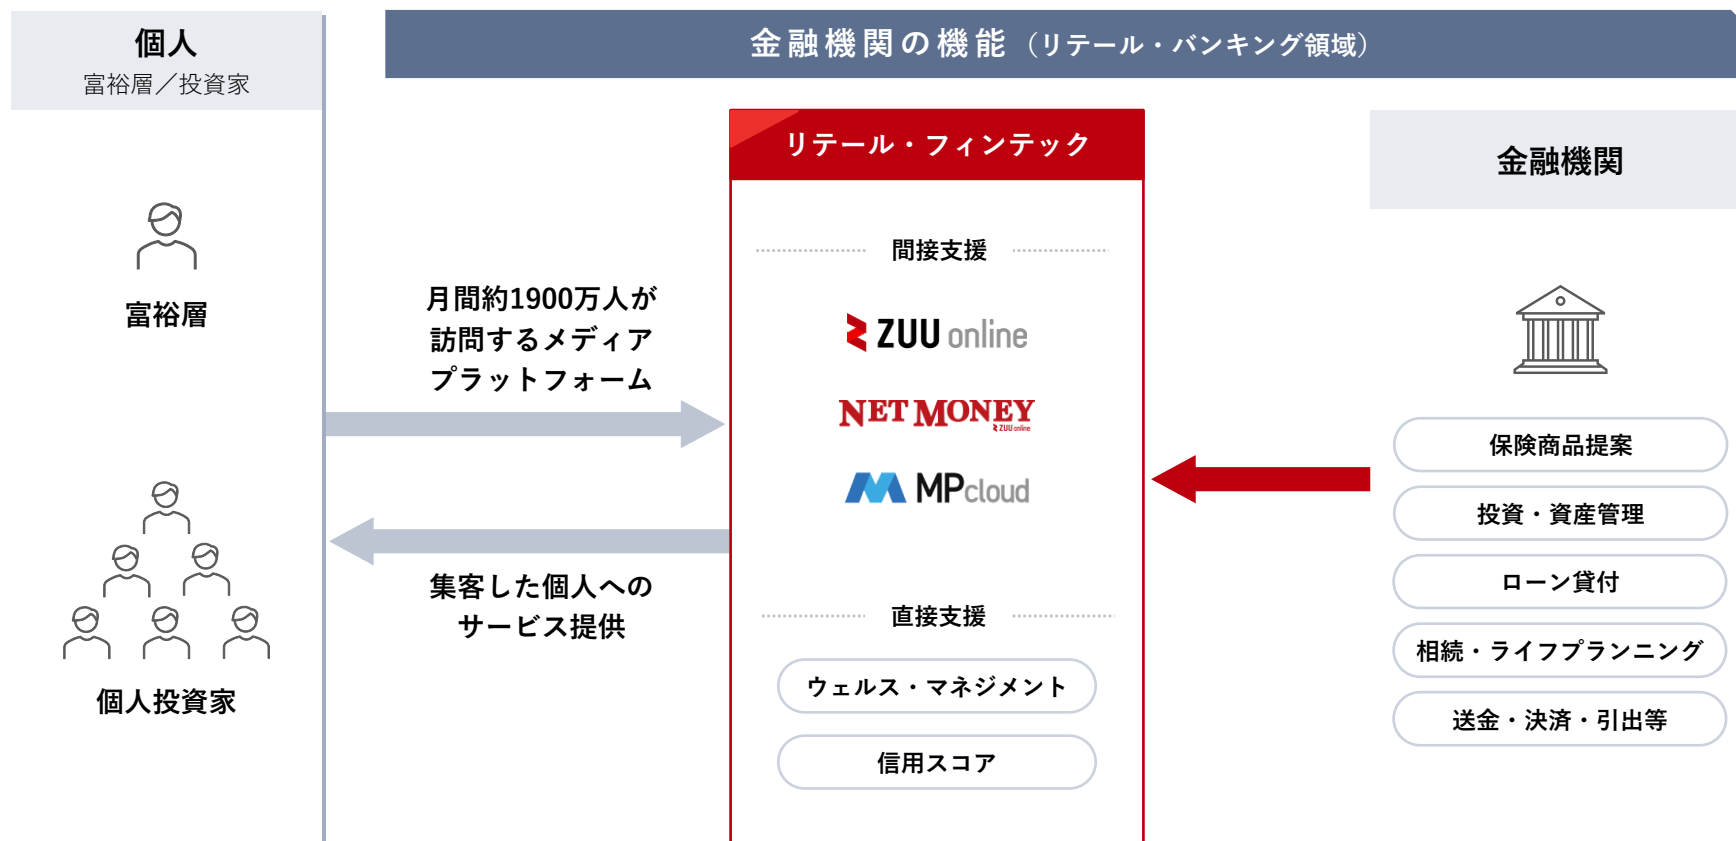 個人
富裕層／投資家
富裕層
個人投資家
金融機関の機能（リテール・バンキング領域）
月間約1900万人が
訪問するメディア
プラットフォーム
集客した個人への
サービス提供
リテール・フィンテック
間接支援
ZUU online
NET MONEY
ZUU online
MPcloud
直接支援
ウェルス・マネジメント
信用スコア
金融機関
保険商品提案
投資・資産管理
ローン貸付
相続・ライフプランニング
送金・決済・引出等